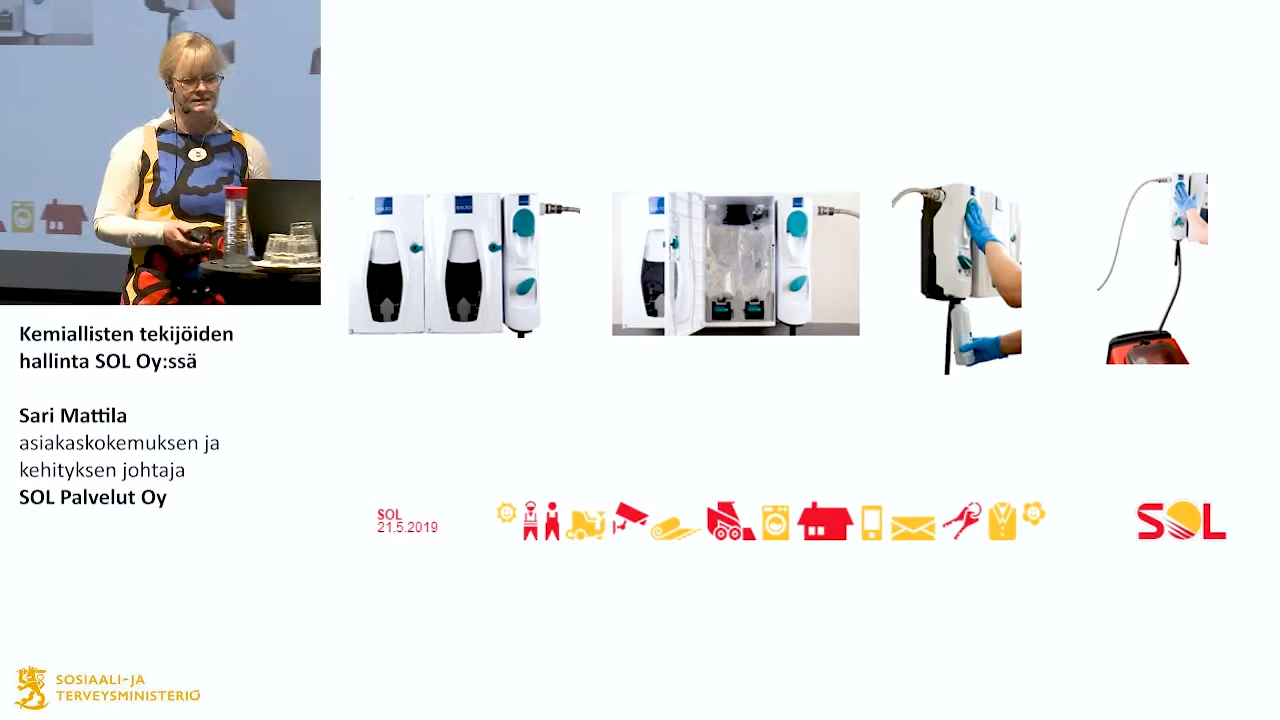 Kemiallisten tekijöiden
hallinta SOL Oy:ssä
Sari Mattila
asiakaskokemuksen ja
kehityksen johtaja
SOL Palvelut Oy
SOL
21.5.2019
SOL
SOSIAALI-JA
TERVEYSMINISTERIÖ